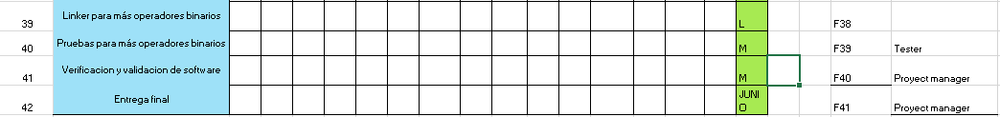 39 Linker para más operadores binarios L F38
40 Pruebas para más operadores binarios M F39 Tester
41 Verificacion y validacion de software M F40 Proyect manager
42 Entrega final JUNI
O F41 Proyect manager